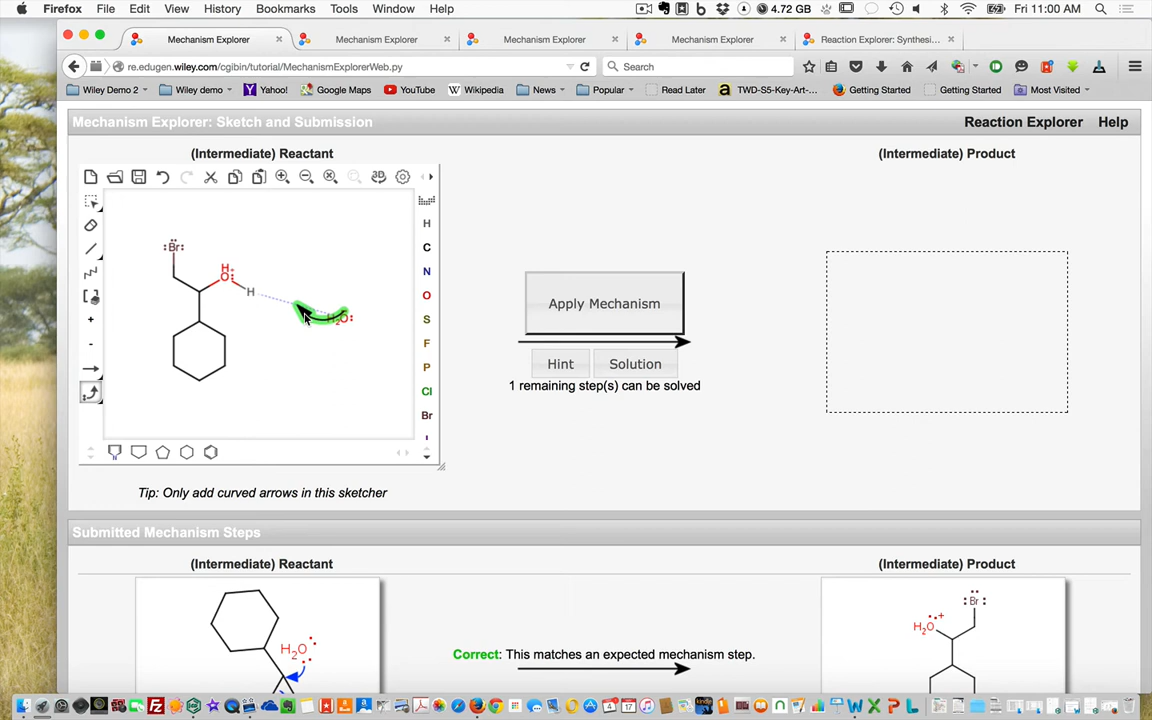 Firefox File Edit View History Bookmarks Tools Window Help 4.72 GB Fri 11:00 AM
Mechanism Explorer Mechanism Explorer Mechanism Explorer Mechanism Explorer Reaction Explorer: Synthesi...
re.edugen.wiley.com/cgibin/tutorial/MechanismExplorerWeb.py Search
Wiley Demo 2 Wiley demo Yahoo! Google Maps YouTube Wikipedia News Popular Read Later TWD-S5-Key-Art-... Getting Started Getting Started Most Visited
Mechanism Explorer: Sketch and Submission Reaction Explorer Help
(Intermediate) Reactant (Intermediate) Product
3D
H
C
N
O
S
F
P
Cl
Br
I
:Br:
H+
O:
H
H2O:
Apply Mechanism
Hint Solution
1 remaining step(s) can be solved
Tip: Only add curved arrows in this sketcher
Submitted Mechanism Steps
(Intermediate) Reactant (Intermediate) Product
H2O
:Br:
H2O +
Correct: This matches an expected mechanism step.